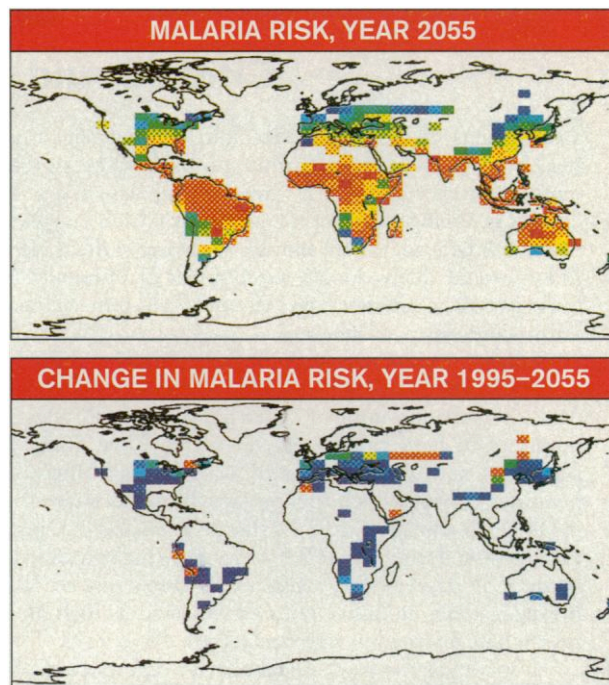 MALARIA RISK, YEAR 2055
CHANGE IN MALARIA RISK, YEAR 1995–2055